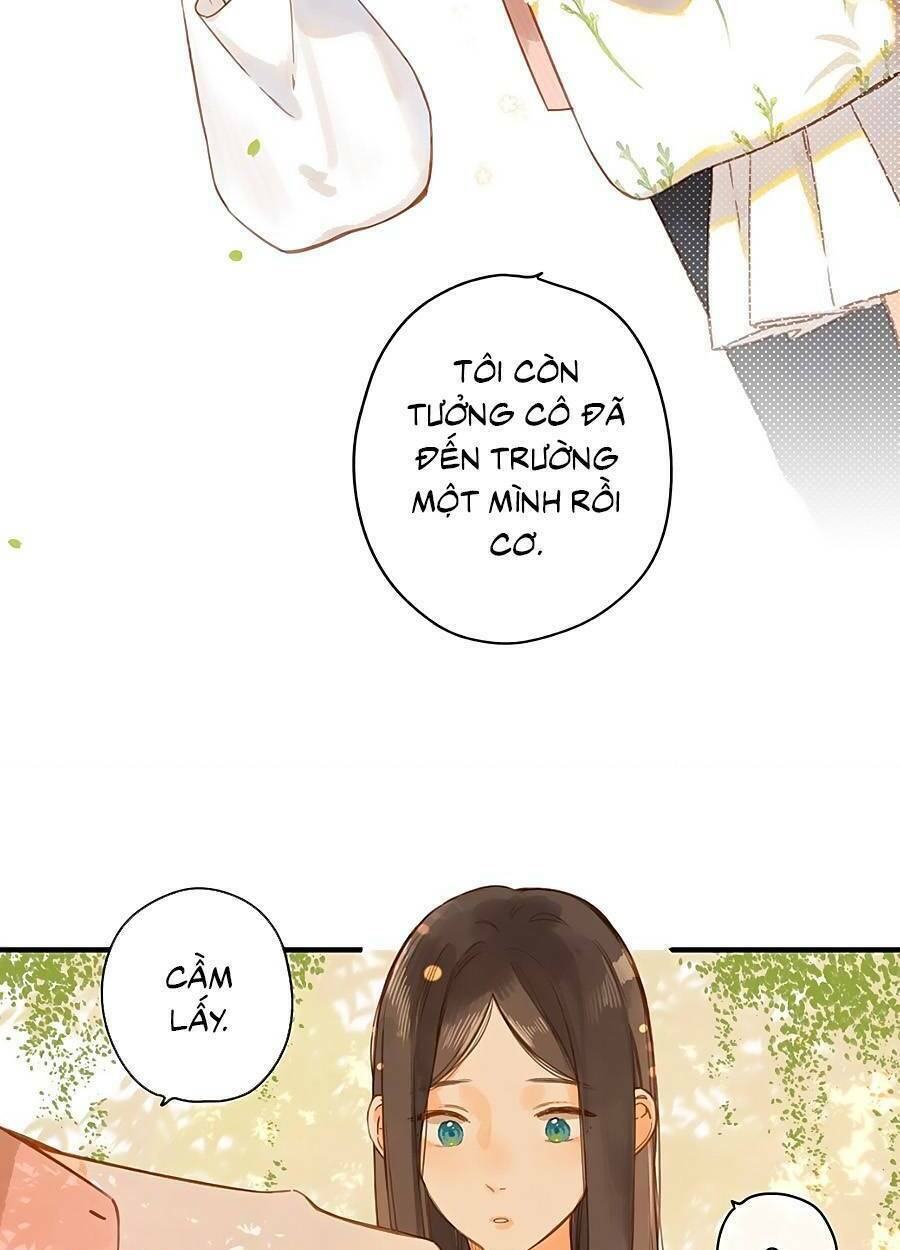 TÔI CÒN
TƯỞNG CÔ ĐÃ
ĐẾN TRƯỜNG
MỘT MÌNH RỒI
CƠ.
CẦM
LẤY.